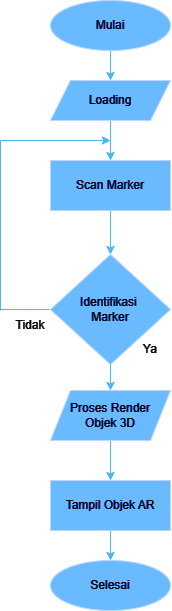 Mulai
Loading
Scan Marker
Identifikasi
Marker
Tidak
Ya
Proses Render
Objek 3D
Tampil Objek AR
Selesai